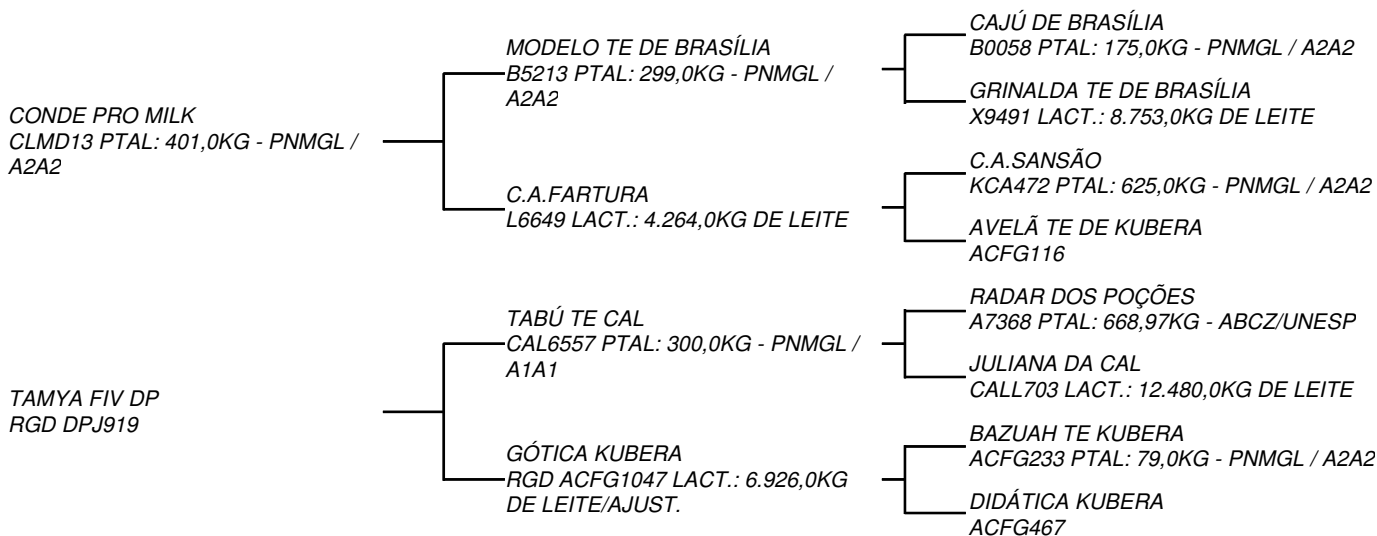 CONDE PRO MILK
CLMD13 PTAL: 401,0KG - PNMGL /
A2A2
TAMYA FIV DP
RGD DPJ919
MODELO TE DE BRASÍLIA
B5213 PTAL: 299,0KG - PNMGL /
A2A2
C.A.FARTURA
L6649 LACT.: 4.264,0KG DE LEITE
TABÚ TE CAL
CAL6557 PTAL: 300,0KG - PNMGL /
A1A1
GÓTICA KUBERA
RGD ACFG1047 LACT.: 6.926,0KG
DE LEITE/AJUST.
CAJÚ DE BRASÍLIA
B0058 PTAL: 175,0KG - PNMGL / A2A2
GRINALDA TE DE BRASÍLIA
X9491 LACT.: 8.753,0KG DE LEITE
C.A.SANSÃO
KCA472 PTAL: 625,0KG - PNMGL / A2A2
AVELÃ TE DE KUBERA
ACFG116
RADAR DOS POÇÕES
A7368 PTAL: 668,97KG - ABCZ/UNESP
JULIANA DA CAL
CALL703 LACT.: 12.480,0KG DE LEITE
BAZUAH TE KUBERA
ACFG233 PTAL: 79,0KG - PNMGL / A2A2
DIDÁTICA KUBERA
ACFG467